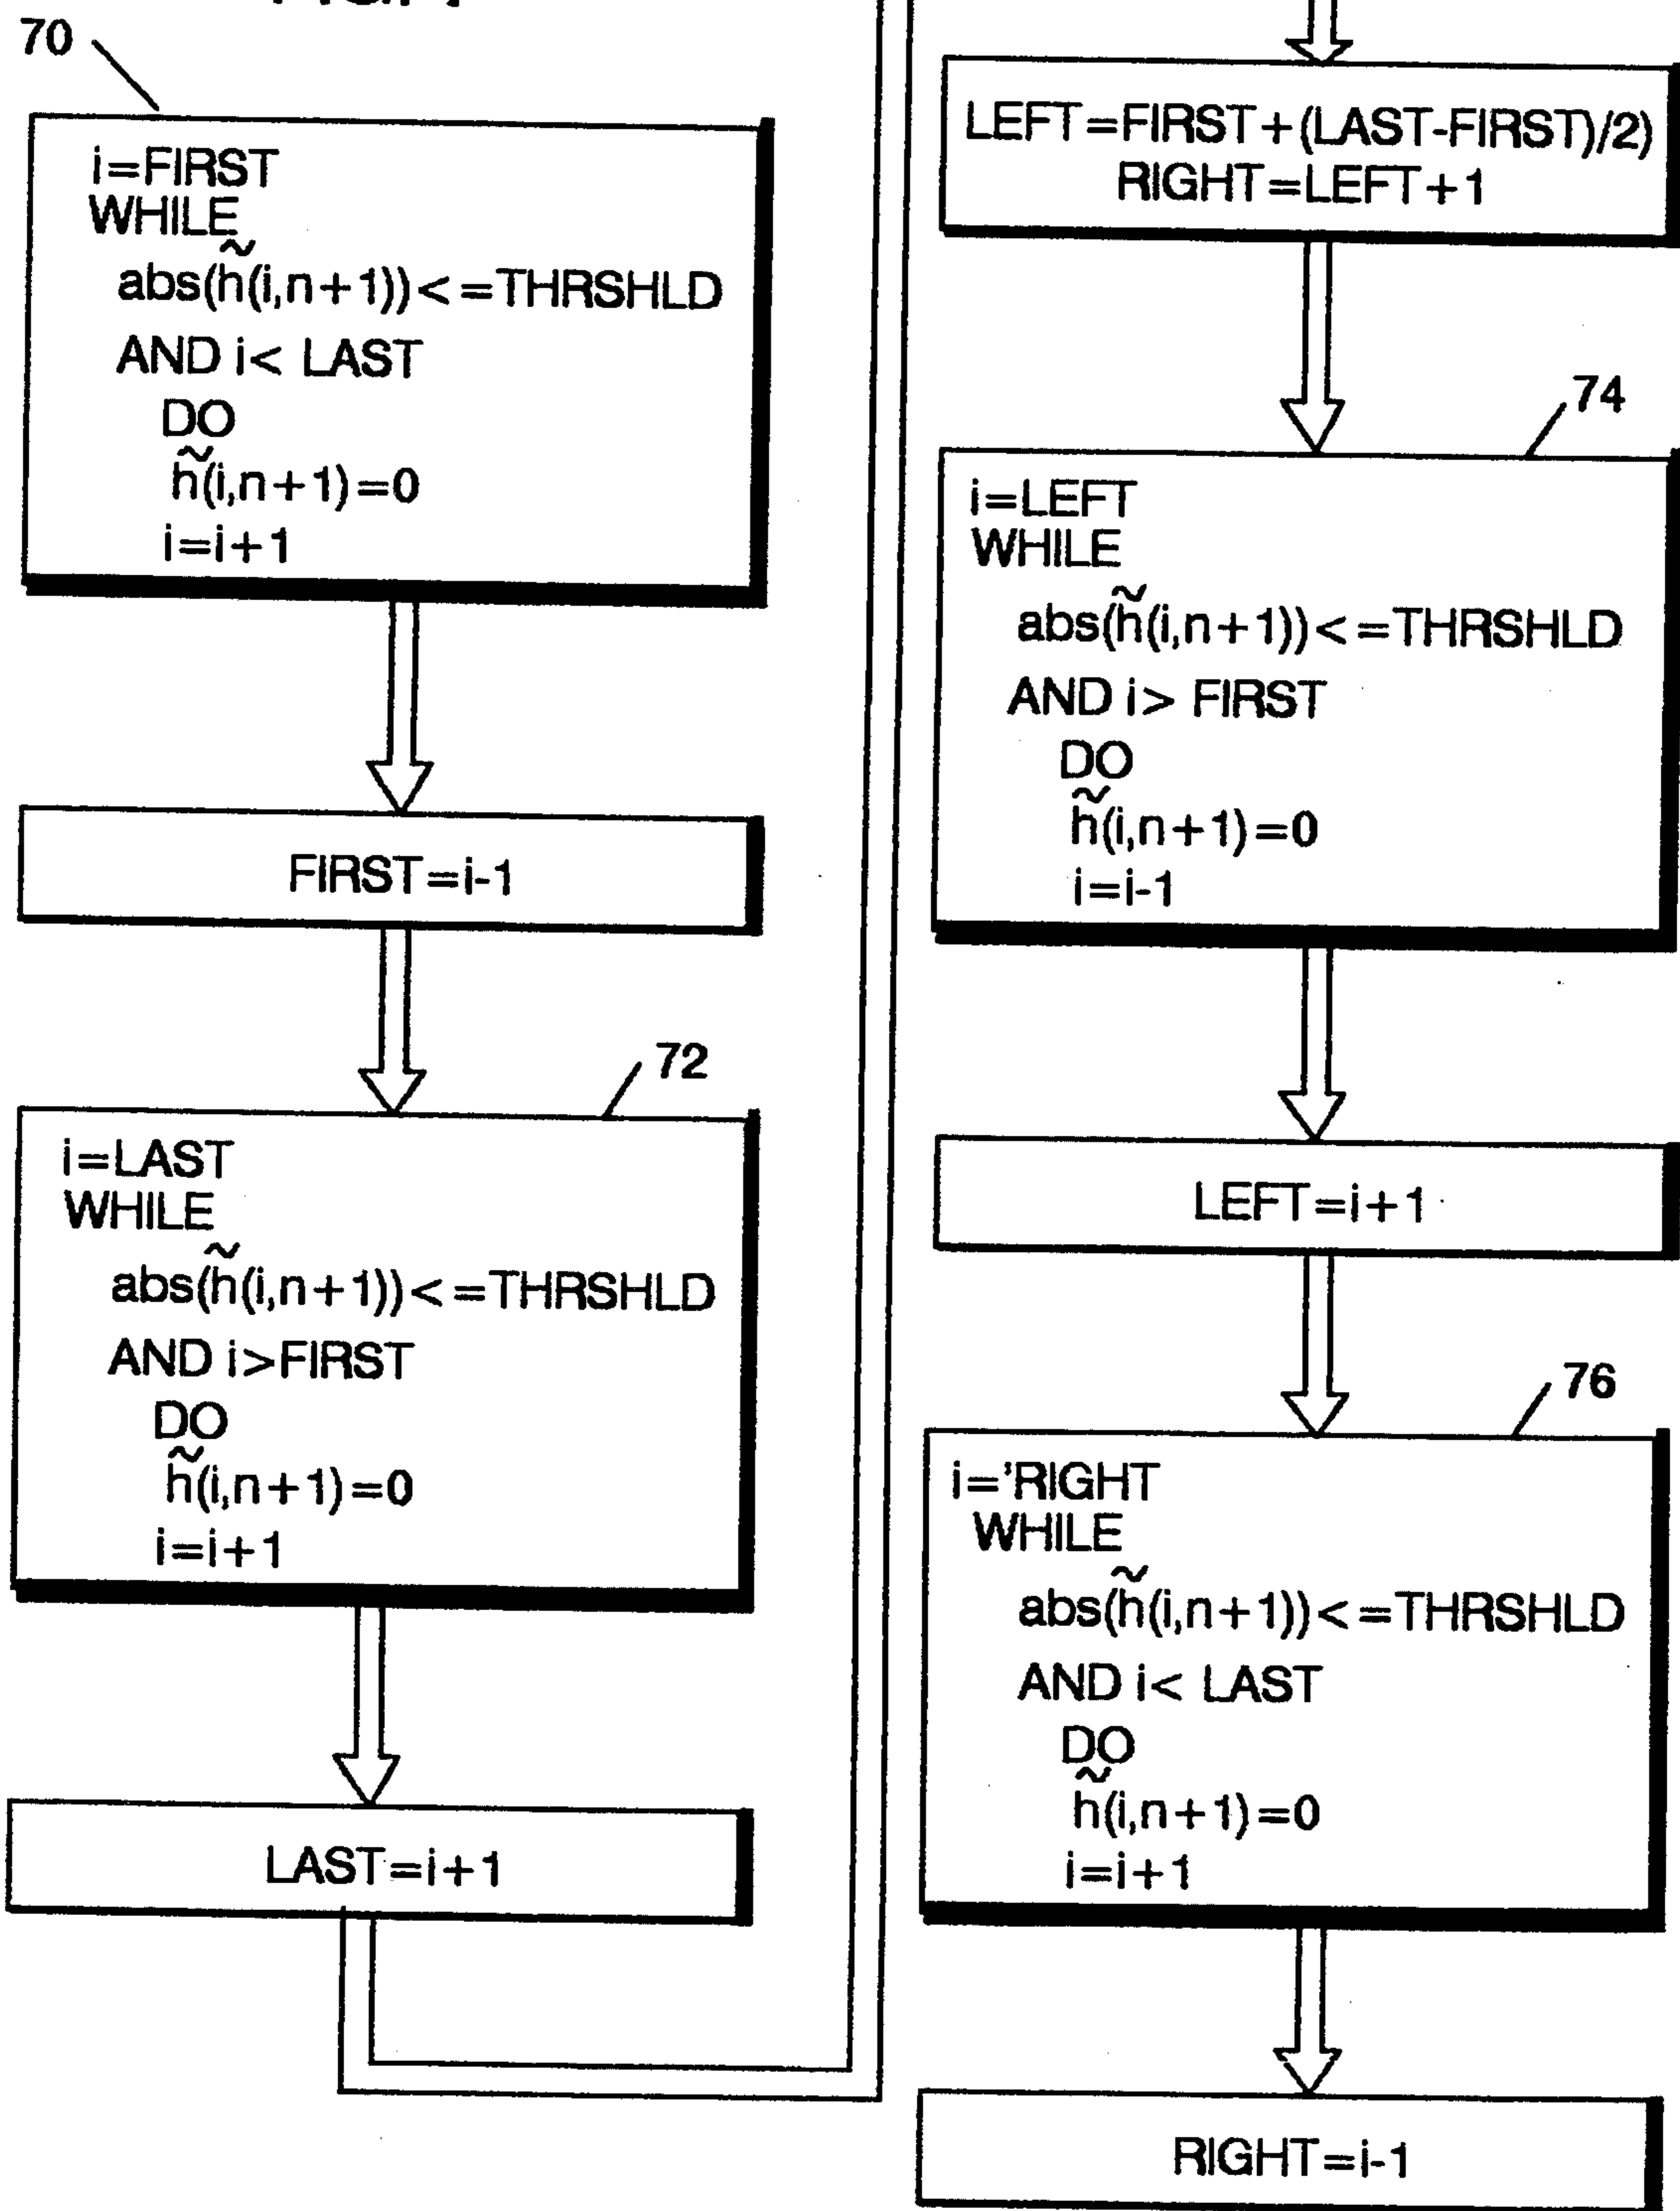 70
i=FIRST
WHILE
abs(h̃(i,n+1))<=THRSHLD
AND i< LAST
DO
h̃(i,n+1)=0
i=i+1
FIRST=i-1
72
i=LAST
WHILE
abs(h̃(i,n+1))<=THRSHLD
AND i>FIRST
DO
h̃(i,n+1)=0
i=i+1
LAST=i+1
LEFT=FIRST+(LAST-FIRST)/2)
RIGHT=LEFT+1
74
i=LEFT
WHILE
abs(h̃(i,n+1))<=THRSHLD
AND i> FIRST
DO
h̃(i,n+1)=0
i=i-1
LEFT=i+1
76
i='RIGHT
WHILE
abs(h̃(i,n+1))<=THRSHLD
AND i< LAST
DO
h̃(i,n+1)=0
i=i+1
RIGHT=i-1